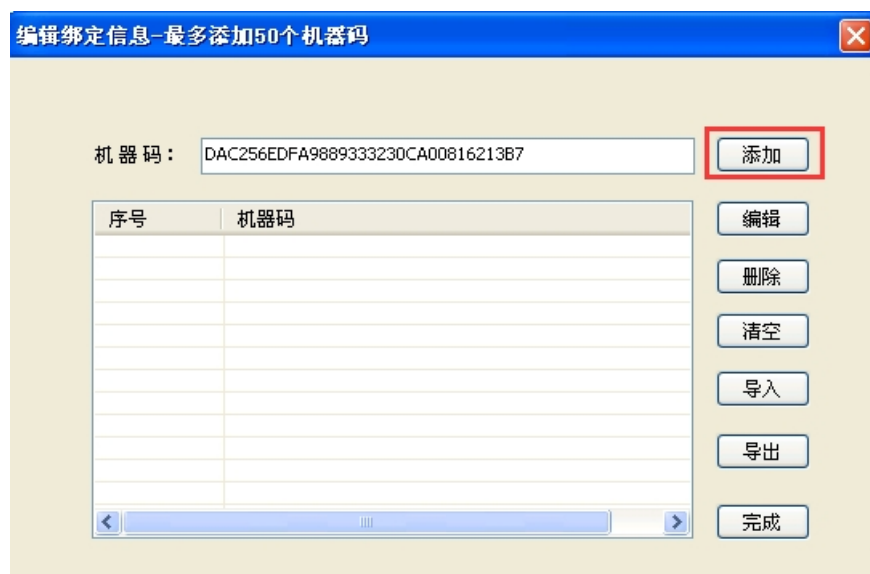 编辑绑定信息-最多添加50个机器码
机器码：
DAC256EDFA9889333230CA00816213B7
添加
序号
机器码
编辑
删除
清空
导入
导出
完成